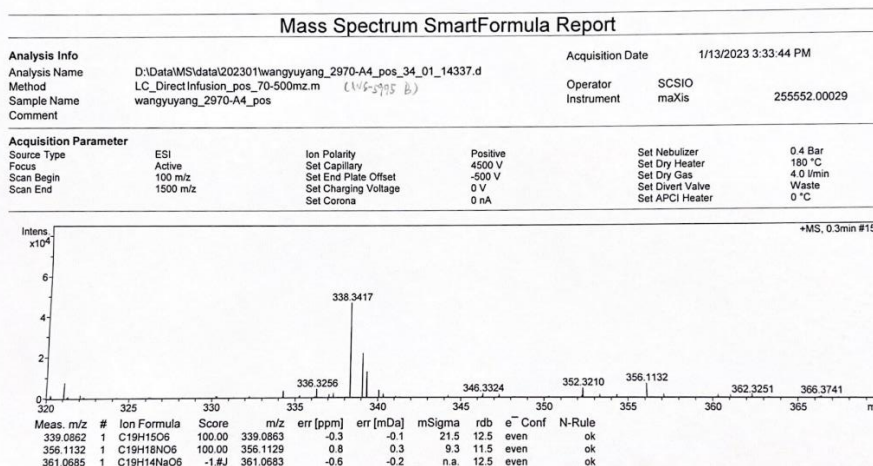 Mass Spectrum SmartFormula Report
Analysis Info
Acquisition Date 1/13/2023 3:33:44 PM
Analysis Name D:\Data\MS\data\202301\wangyuyang_2970-A4_pos_34_01_14337.d
Method LC_Direct Infusion_pos_70-500mz.m
Operator SCSIO
Sample Name wangyuyang_2970-A4_pos
Instrument maXis 255552.00029
Comment
Acquisition Parameter
Source Type ESI Ion Polarity Positive Set Nebulizer 0.4 Bar
Focus Active Set Capillary 4500 V Set Dry Heater 180 °C
Scan Begin 100 m/z Set End Plate Offset -500 V Set Dry Gas 4.0 l/min
Scan End 1500 m/z Set Charging Voltage 0 V Set Divert Valve Waste
Set Corona 0 nA Set APCI Heater 0 °C
Intens.
x10⁴
+MS, 0.3min #15
6
4
2
0
338.3417
336.3256
346.3324
352.3210
356.1132
362.3251
366.3741
320 325 330 335 340 345 350 355 360 365 m
Meas. m/z # Ion Formula Score m/z err [ppm] err [mDa] mSigma rdb e⁻ Conf N-Rule
339.0862 1 C19H15O6 100.00 339.0863 -0.3 -0.1 21.5 12.5 even ok
356.1132 1 C19H18NO6 100.00 356.1129 0.8 0.3 9.3 11.5 even ok
361.0685 1 C19H14NaO6 -1.#J 361.0683 -0.6 -0.2 n.a. 12.5 even ok